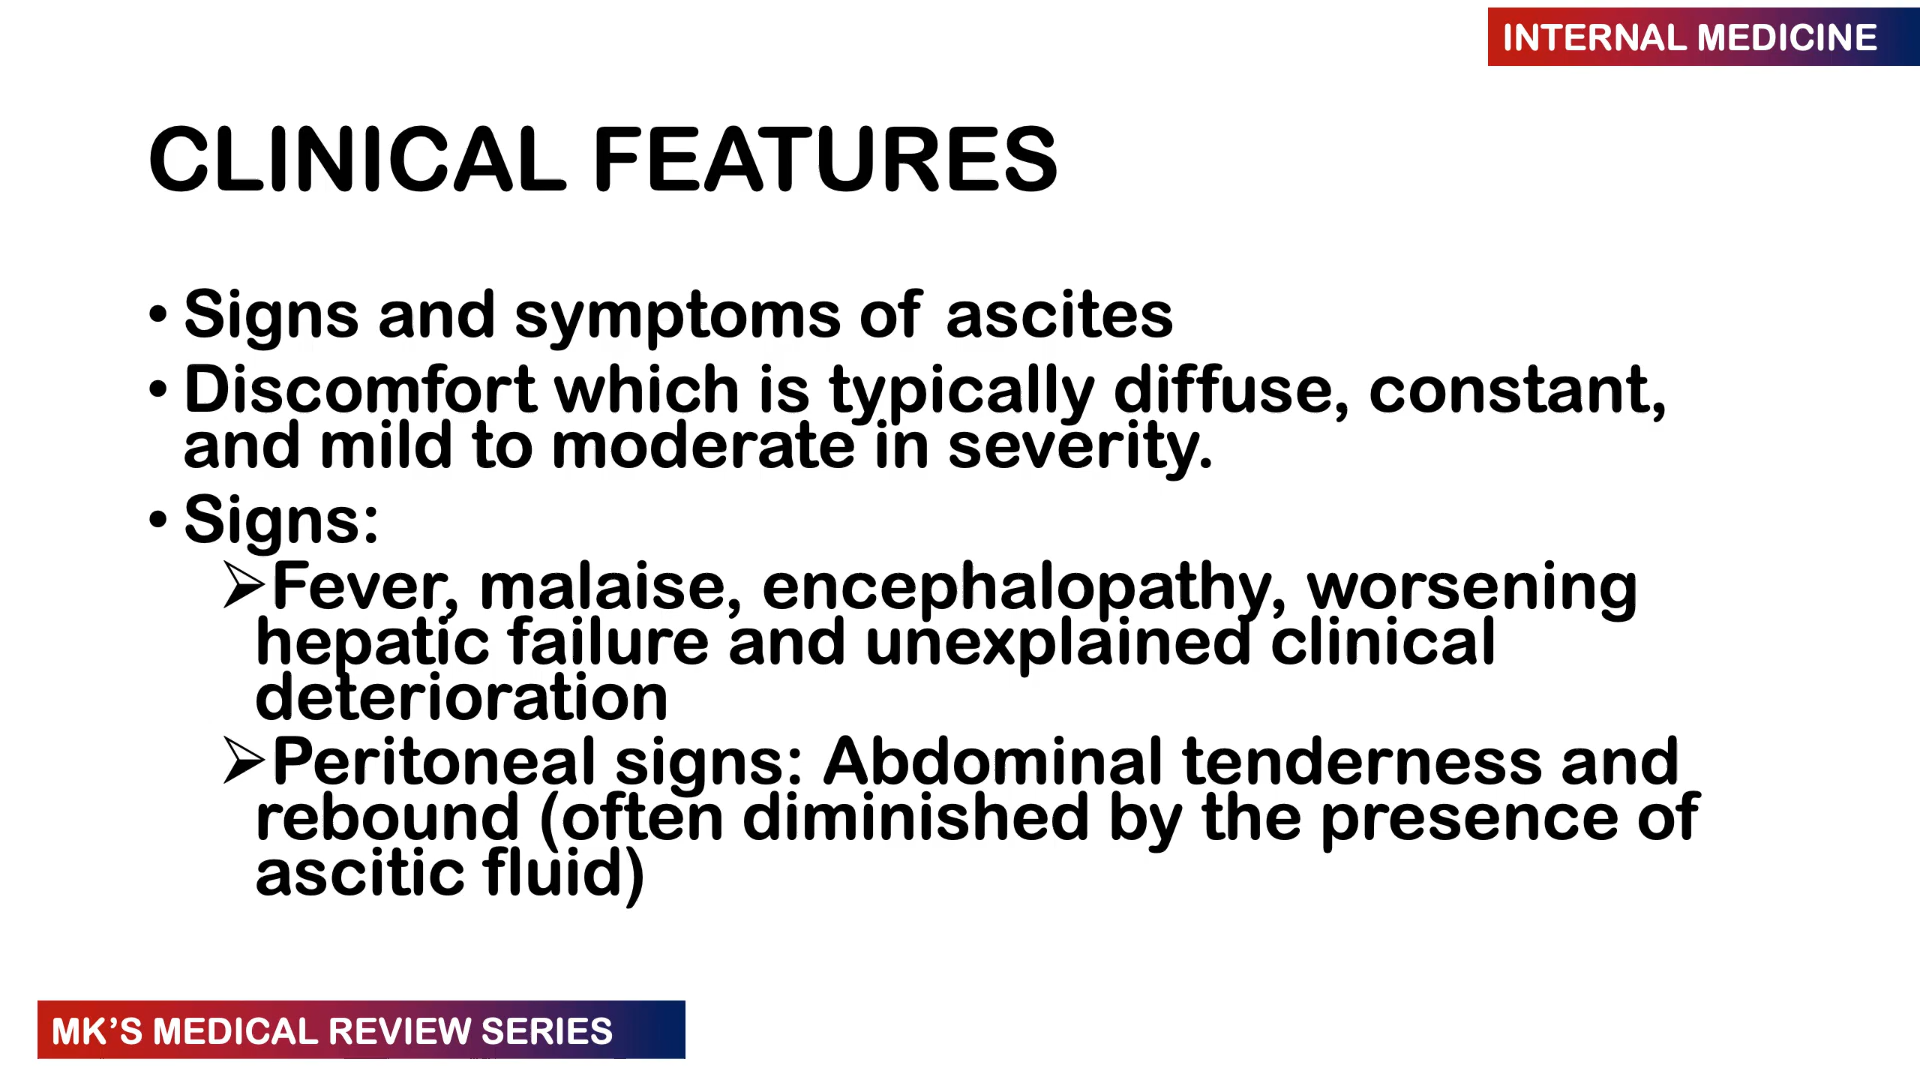 INTERNAL MEDICINE
CLINICAL FEATURES
• Signs and symptoms of ascites
• Discomfort which is typically diffuse, constant,
and mild to moderate in severity.
• Signs:
➢Fever, malaise, encephalopathy, worsening
hepatic failure and unexplained clinical
deterioration
➢Peritoneal signs: Abdominal tenderness and
rebound (often diminished by the presence of
ascitic fluid)
MK’S MEDICAL REVIEW SERIES